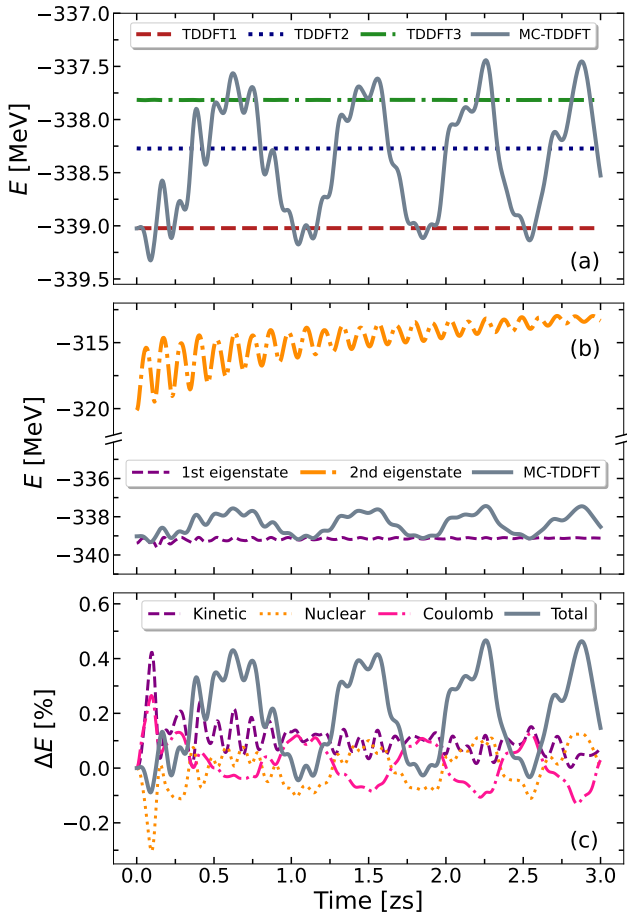 −337.0
TDDFT1 TDDFT2 TDDFT3 MC-TDDFT
−337.5
−338.0
−338.5
−339.0
−339.5
E [MeV]
(a)
(b)
−315
−320
−336
−338
−340
E [MeV]
1st eigenstate 2nd eigenstate MC-TDDFT
0.6
Kinetic Nuclear Coulomb Total
0.4
0.2
0.0
−0.2
ΔE [%]
(c)
0.0 0.5 1.0 1.5 2.0 2.5 3.0
Time [zs]